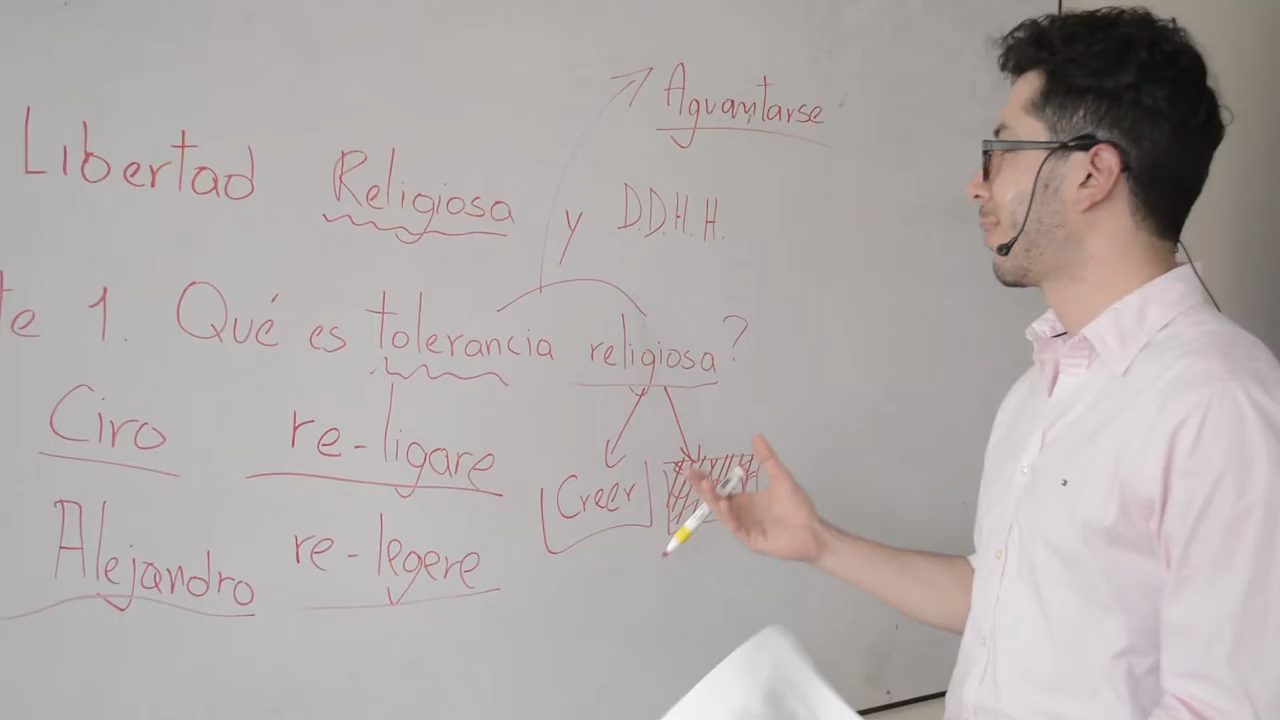 Aguantarse
Libertad Religiosa y D.D.H.H.
te 1. Qué es tolerancia religiosa?
Ciro re-ligare
Creer
Alejandro re-legere